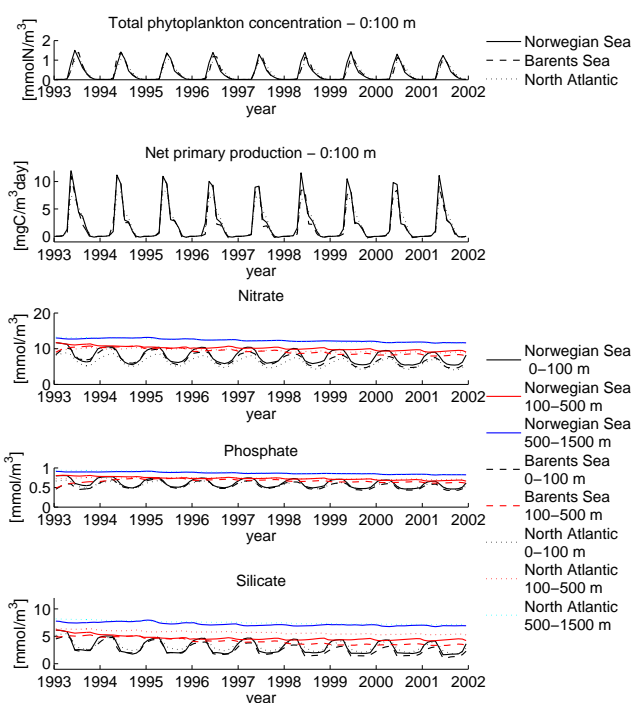 Total phytoplankton concentration – 0:100 m
[mmolN/m³]
2
1
0
1993 1994 1995 1996 1997 1998 1999 2000 2001 2002
year
Norwegian Sea
Barents Sea
North Atlantic
Net primary production – 0:100 m
[mgC/m³day]
10
5
0
1993 1994 1995 1996 1997 1998 1999 2000 2001 2002
year
Nitrate
[mmol/m³]
20
10
0
1993 1994 1995 1996 1997 1998 1999 2000 2001 2002
year
Phosphate
[mmol/m³]
1
0.5
0
1993 1994 1995 1996 1997 1998 1999 2000 2001 2002
year
Silicate
[mmol/m³]
10
5
0
1993 1994 1995 1996 1997 1998 1999 2000 2001 2002
year
Norwegian Sea
0–100 m
Norwegian Sea
100–500 m
Norwegian Sea
500–1500 m
Barents Sea
0–100 m
Barents Sea
100–500 m
North Atlantic
0–100 m
North Atlantic
100–500 m
North Atlantic
500–1500 m